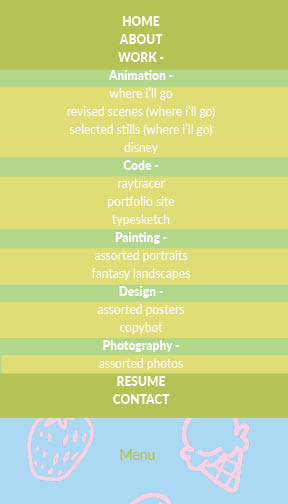 HOME
ABOUT
WORK -
Animation -
where i'll go
revised scenes (where i'll go)
selected stills (where i'll go)
disney
Code -
raytracer
portfolio site
typesketch
Painting -
assorted portraits
fantasy landscapes
Design -
assorted posters
copybot
Photography -
assorted photos
RESUME
CONTACT
Menu